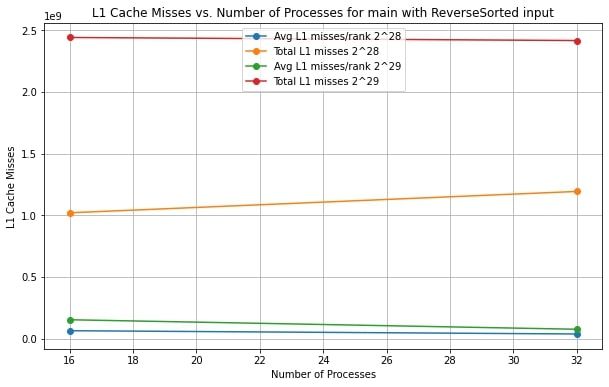 L1 Cache Misses vs. Number of Processes for main with ReverseSorted input
1e9
Avg L1 misses/rank 2^28
Total L1 misses 2^28
Avg L1 misses/rank 2^29
Total L1 misses 2^29
2.5
2.0
1.5
1.0
0.5
0.0
L1 Cache Misses
16 18 20 22 24 26 28 30 32
Number of Processes